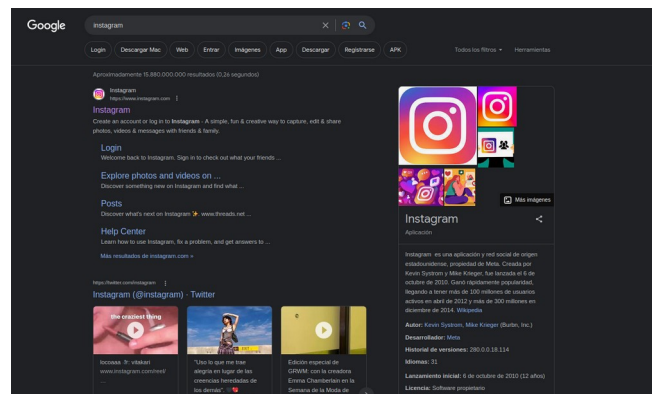 Google
instagram
Login
Descargar Mac
Web
Entrar
Imágenes
App
Descargar
Registrarse
APK
Todos los filtros
Herramientas
Aproximadamente 15.880.000.000 resultados (0,26 segundos)
Instagram
https://www.instagram.com
Instagram
Create an account or log in to Instagram - A simple, fun & creative way to capture, edit & share
photos, videos & messages with friends & family.
Login
Welcome back to Instagram. Sign in to check out what your friends ...
Explore photos and videos on ...
Discover something new on Instagram and find what ...
Posts
Discover what's next on Instagram ✨. www.threads.net ...
Help Center
Learn how to use Instagram, fix a problem, and get answers to ...
Más resultados de instagram.com »
https://twitter.com/instagram
Instagram (@instagram) · Twitter
the craziest thing
locoaaa
vitakari
www.instagram.com/reel/
...
"Uso lo que me trae
alegría en lugar de las
creencias heredadas de
los demás".
Edición especial de
GRWM: con la creadora
Emma Chamberlain en la
Semana de la Moda de
Más imágenes
Instagram
Aplicación
Instagram es una aplicación y red social de origen
estadounidense, propiedad de Meta. Creada por
Kevin Systrom y Mike Krieger, fue lanzada el 6 de
octubre de 2010. Ganó rápidamente popularidad,
llegando a tener más de 100 millones de usuarios
activos en abril de 2012 y más de 300 millones en
diciembre de 2014. Wikipedia
Autor: Kevin Systrom, Mike Krieger (Burbn, Inc.)
Desarrollador: Meta
Historial de versiones: 280.0.0.18.114
Idiomas: 31
Lanzamiento inicial: 6 de octubre de 2010 (12 años)
Licencia: Software propietario